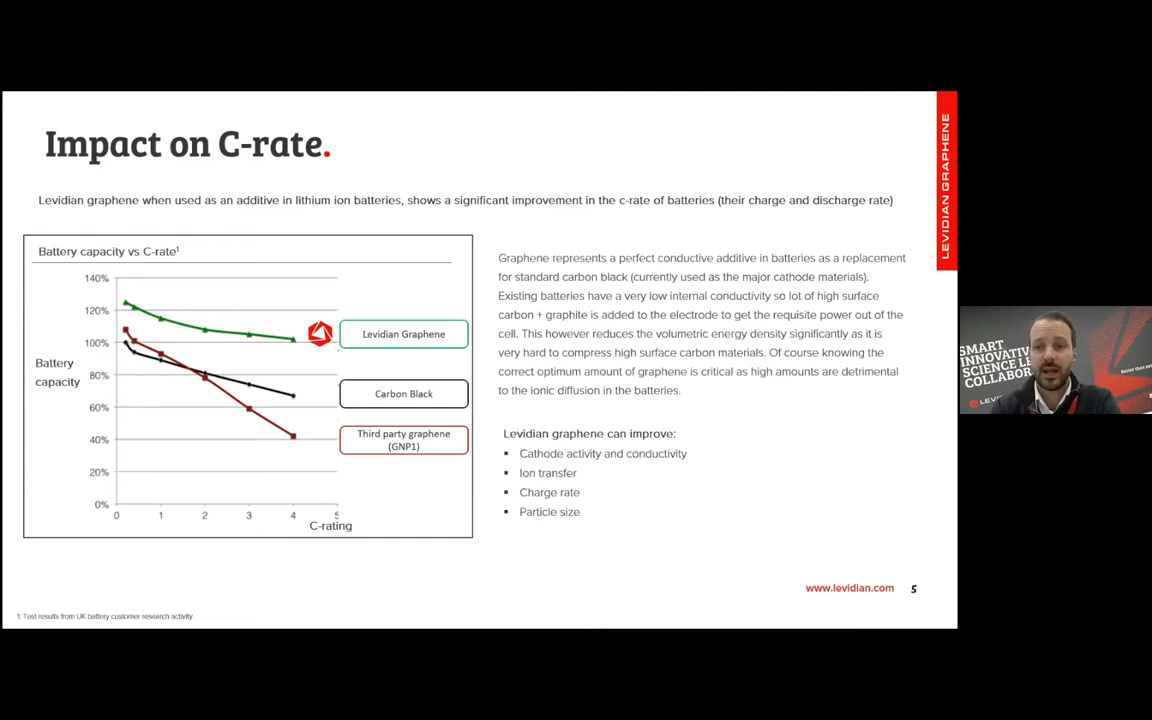 Impact on C-rate.
LEVIDIAN GRAPHENE
Levidian graphene when used as an additive in lithium ion batteries, shows a significant improvement in the c-rate of batteries (their charge and discharge rate)
Battery capacity vs C-rate¹
140%
120%
100%
80%
60%
40%
20%
0%
Battery
capacity
0 1 2 3 4 5
C-rating
Levidian Graphene
Carbon Black
Third party graphene
(GNP1)
Graphene represents a perfect conductive additive in batteries as a replacement
for standard carbon black (currently used as the major cathode materials).
Existing batteries have a very low internal conductivity so lot of high surface
carbon + graphite is added to the electrode to get the requisite power out of the
cell. This however reduces the volumetric energy density significantly as it is
very hard to compress high surface carbon materials. Of course knowing the
correct optimum amount of graphene is critical as high amounts are detrimental
to the ionic diffusion in the batteries.
Levidian graphene can improve:
▪ Cathode activity and conductivity
▪ Ion transfer
▪ Charge rate
▪ Particle size
www.levidian.com 5
1: Test results from UK battery customer research activity
SMART
INNOVATIV
SCIENCE LE
COLLABOR
LEVI
Better than